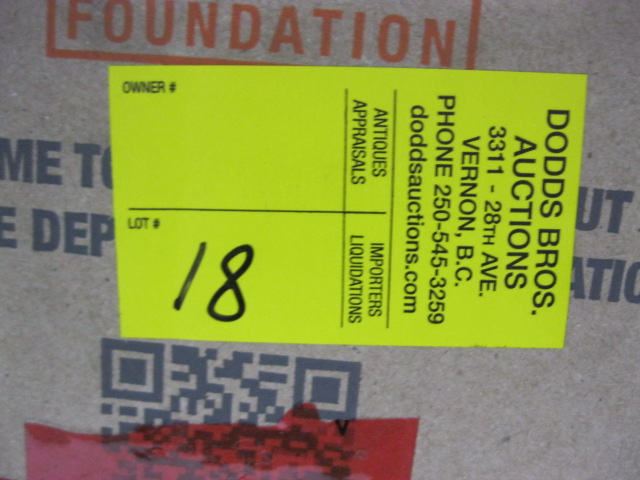 FOUNDATION
ME TO
E DEP
UT
ATIO
OWNER #
LOT #
18
ANTIQUES
APPRAISALS
IMPORTERS
LIQUIDATIONS
DODDS BROS.
AUCTIONS
3311 - 28TH AVE.
VERNON, B.C.
PHONE 250-545-3259
doddsauctions.com